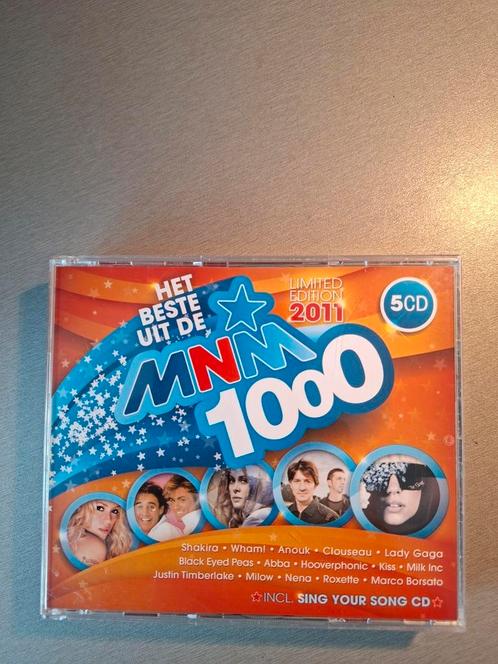 HET
BESTE
UIT DE
LIMITED
EDITION
2011
5CD
MNM
1000
Shakira • Wham! • Anouk • Clouseau • Lady Gaga
Black Eyed Peas • Abba • Hooverphonic • Kiss • Milk Inc
Justin Timberlake • Milow • Nena • Roxette • Marco Borsato
☆INCL. SING YOUR SONG CD☆